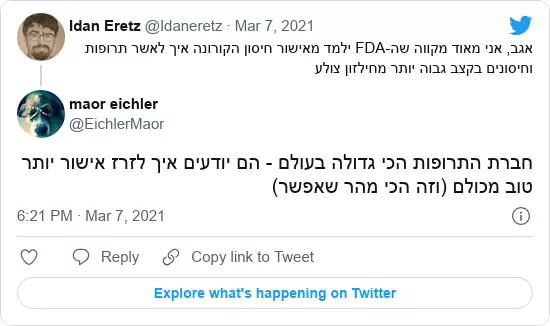 Idan Eretz @Idaneretz · Mar 7, 2021
אגב, אני מאוד מקווה שה-FDA ילמד מאישור חיסון הקורונה איך לאשר תרופות
וחיסונים בקצב גבוה יותר מחילזון צולע
maor eichler
@EichlerMaor
חברת התרופות הכי גדולה בעולם - הם יודעים איך לזרז אישור יותר
טוב מכולם (וזה הכי מהר שאפשר)
6:21 PM · Mar 7, 2021
Reply
Copy link to Tweet
Explore what's happening on Twitter